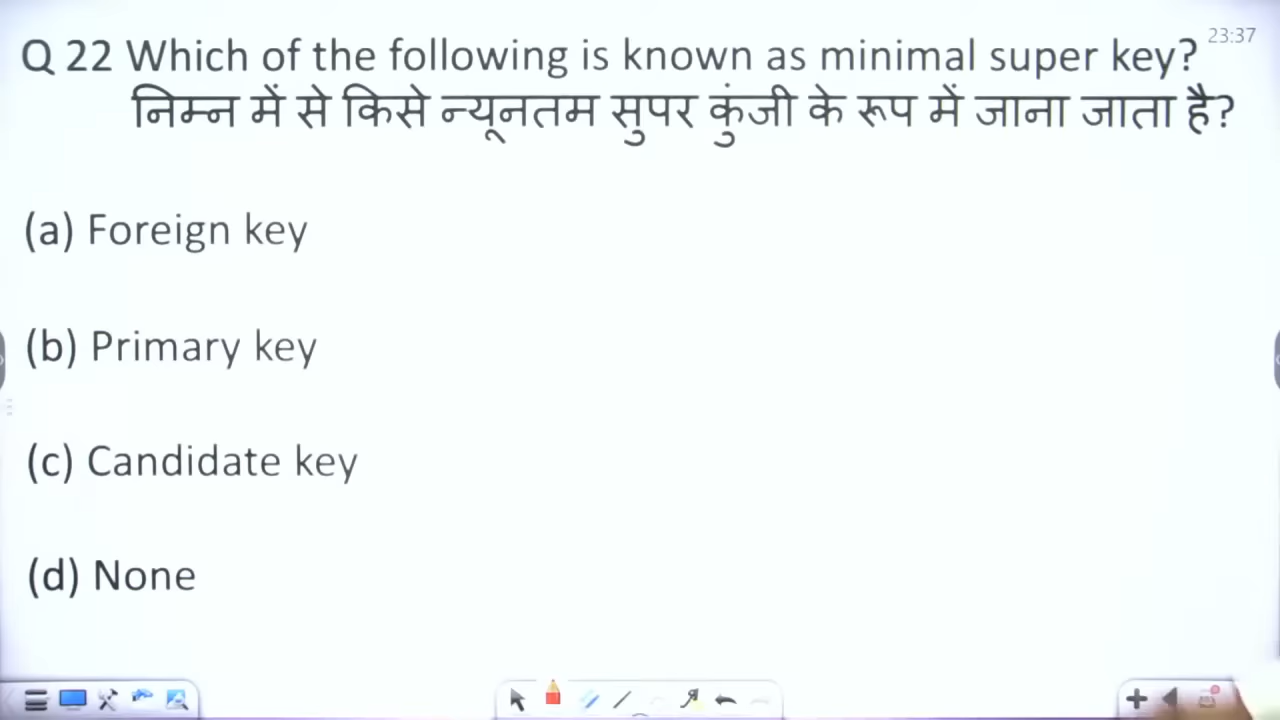 Q 22 Which of the following is known as minimal super key?
23:37
निम्न में से किसे न्यूनतम सुपर कुंजी के रूप में जाना जाता है?
(a) Foreign key
(b) Primary key
(c) Candidate key
(d) None